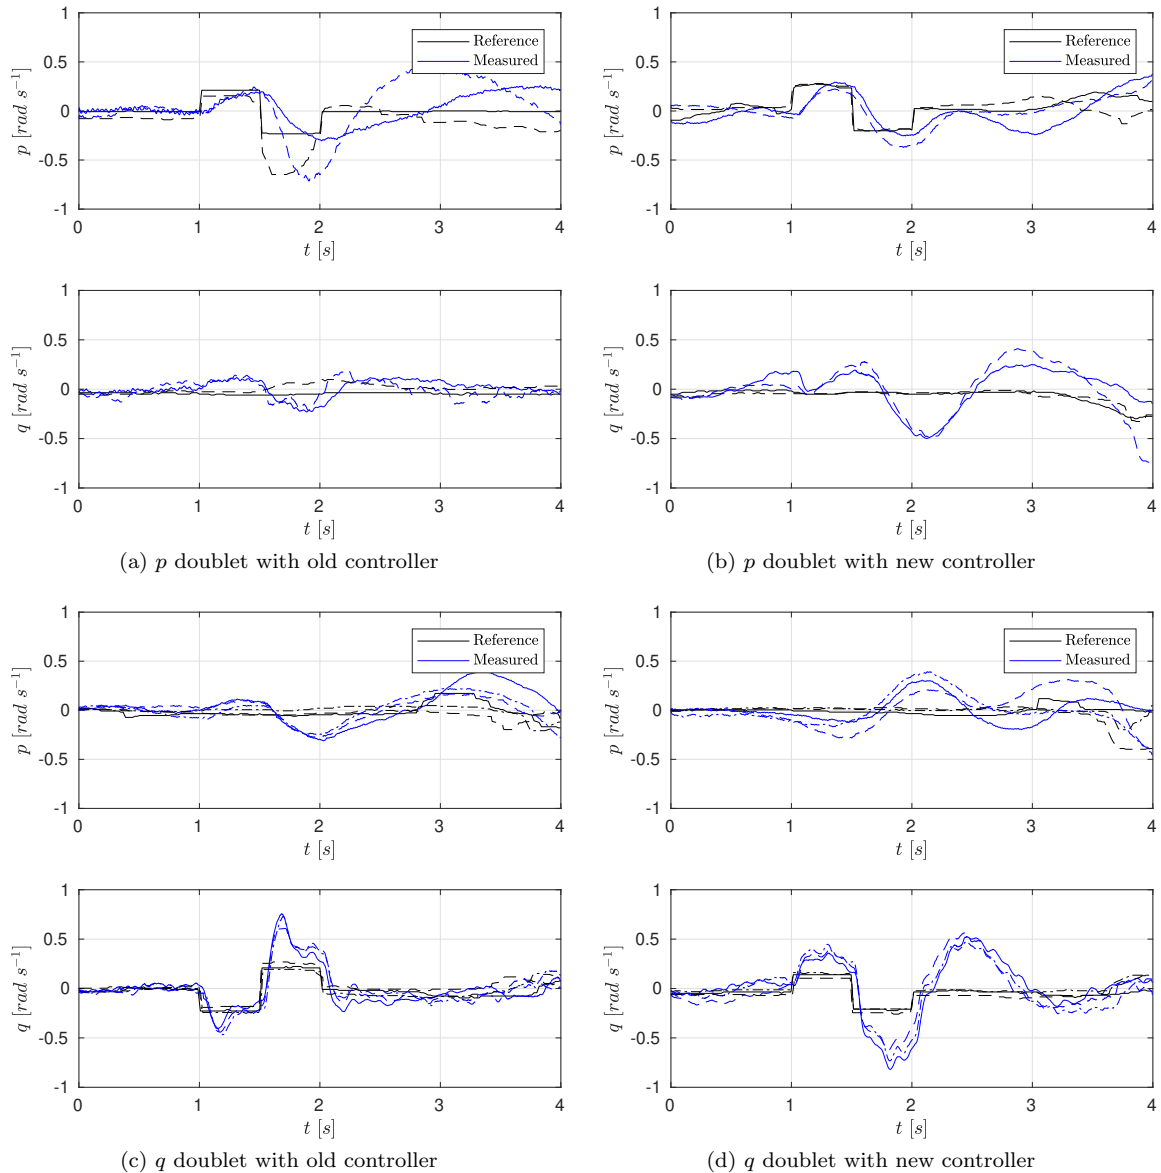 1
0.5
0
-0.5
-1
p [rad s⁻¹]
Reference
Measured
0 1 2 3 4
t [s]
1
0.5
0
-0.5
-1
p [rad s⁻¹]
Reference
Measured
0 1 2 3 4
t [s]
1
0.5
0
-0.5
-1
q [rad s⁻¹]
0 1 2 3 4
t [s]
1
0.5
0
-0.5
-1
q [rad s⁻¹]
0 1 2 3 4
t [s]
(a) p doublet with old controller
(b) p doublet with new controller
1
0.5
0
-0.5
-1
p [rad s⁻¹]
Reference
Measured
0 1 2 3 4
t [s]
1
0.5
0
-0.5
-1
p [rad s⁻¹]
Reference
Measured
0 1 2 3 4
t [s]
1
0.5
0
-0.5
-1
q [rad s⁻¹]
0 1 2 3 4
t [s]
1
0.5
0
-0.5
-1
q [rad s⁻¹]
0 1 2 3 4
t [s]
(c) q doublet with old controller
(d) q doublet with new controller